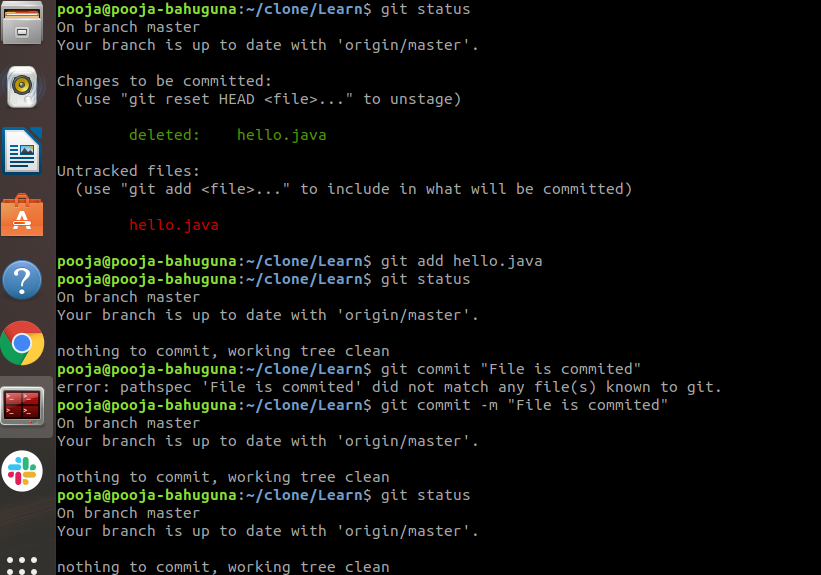 pooja@pooja-bahuguna:~/clone/Learn$ git status
On branch master
Your branch is up to date with 'origin/master'.
Changes to be committed:
  (use "git reset HEAD <file>..." to unstage)
        deleted:    hello.java
Untracked files:
  (use "git add <file>..." to include in what will be committed)
        hello.java
pooja@pooja-bahuguna:~/clone/Learn$ git add hello.java
pooja@pooja-bahuguna:~/clone/Learn$ git status
On branch master
Your branch is up to date with 'origin/master'.
nothing to commit, working tree clean
pooja@pooja-bahuguna:~/clone/Learn$ git commit "File is commited"
error: pathspec 'File is commited' did not match any file(s) known to git.
pooja@pooja-bahuguna:~/clone/Learn$ git commit -m "File is commited"
On branch master
Your branch is up to date with 'origin/master'.
nothing to commit, working tree clean
pooja@pooja-bahuguna:~/clone/Learn$ git status
On branch master
Your branch is up to date with 'origin/master'.
nothing to commit, working tree clean